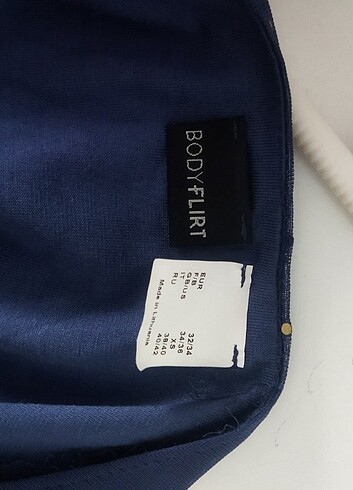 BODYFLIRT
EUR 32/34
F/B 34/36
GB/US XS
IT 38/40
RU 40/42
Made in Lithuania